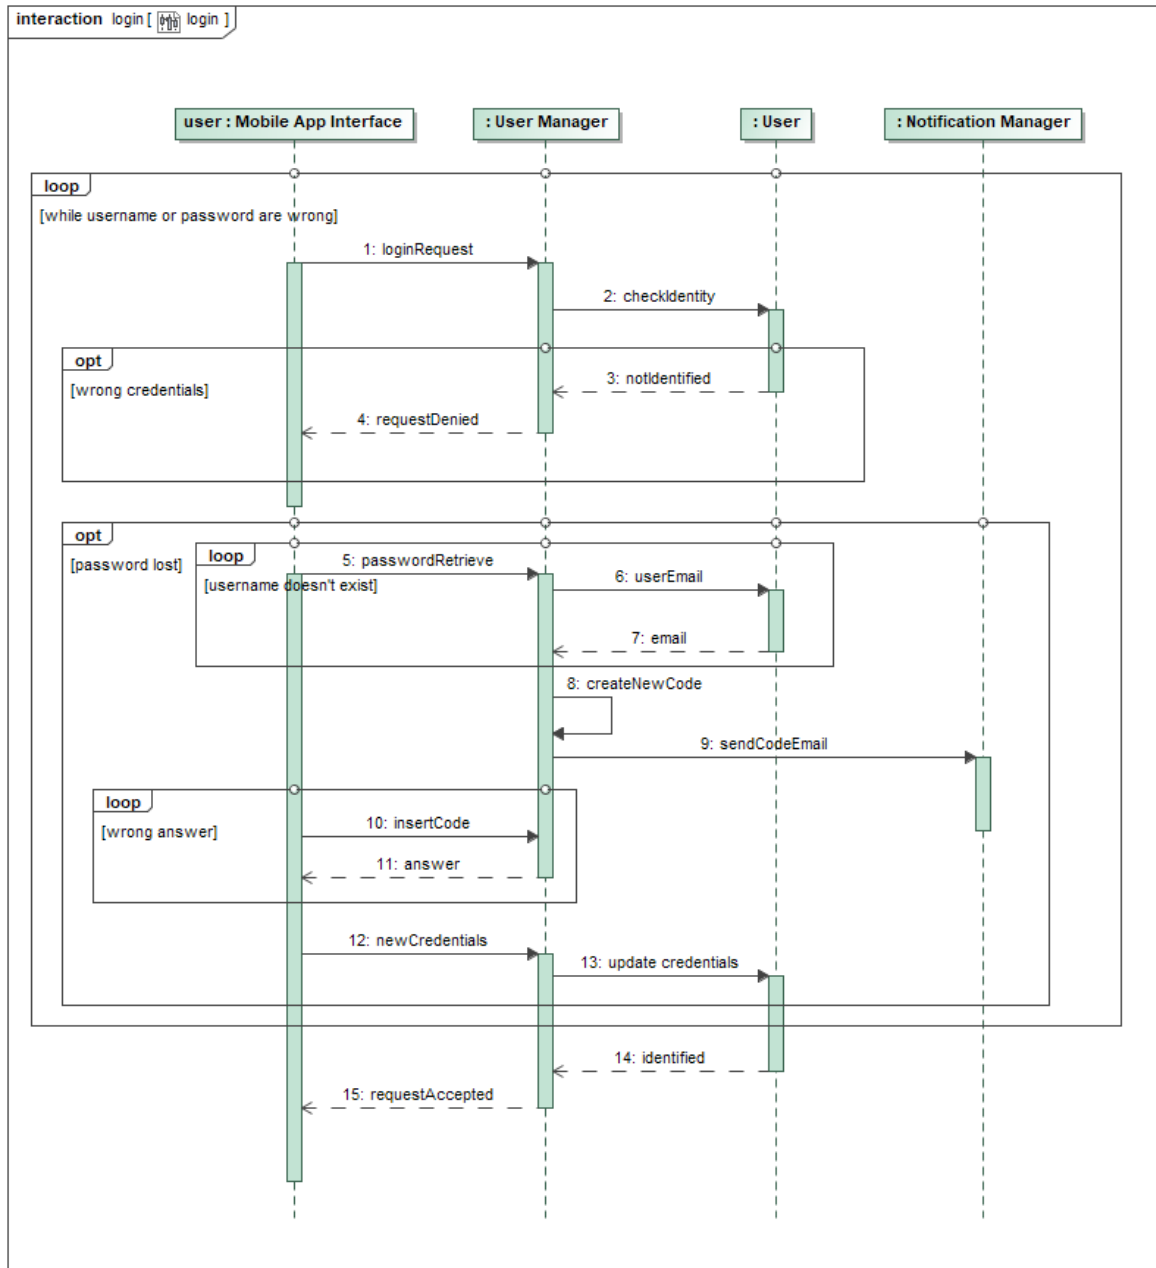 interaction login [ login ]
user : Mobile App Interface
: User Manager
: User
: Notification Manager
loop
[while username or password are wrong]
1: loginRequest
2: checkIdentity
opt
[wrong credentials]
3: notIdentified
4: requestDenied
opt
[password lost]
loop
[username doesn't exist]
5: passwordRetrieve
6: userEmail
7: email
8: createNewCode
9: sendCodeEmail
loop
[wrong answer]
10: insertCode
11: answer
12: newCredentials
13: update credentials
14: identified
15: requestAccepted